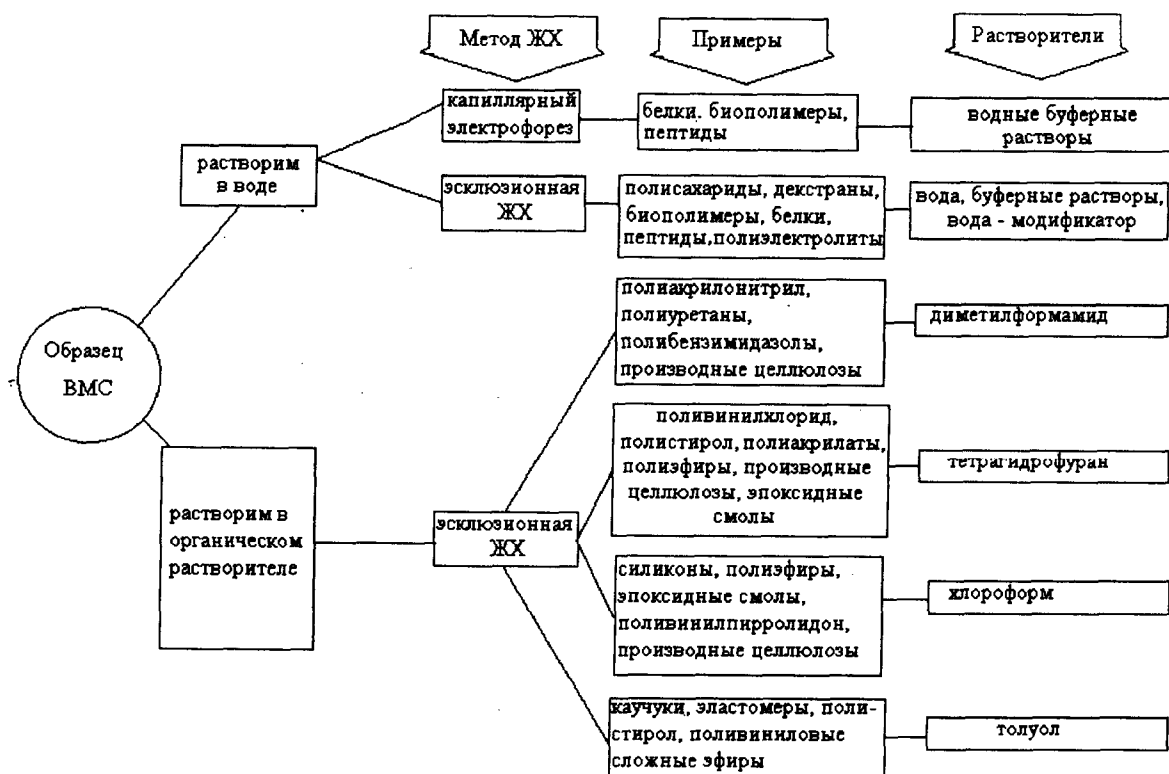 Метод ЖХ
Примеры
Растворители
капиллярный
электрофорез
белки. биополимеры,
пептиды
водные буферные
растворы
растворим
в воде
эсклюзионная
ЖХ
полисахариды, декстраны,
биополимеры, белки,
пептиды,полиэлектролиты
вода, буферные растворы,
вода - модификатор
Образец
ВМС
полиакрилонитрил,
полиуретаны,
полибензимидазолы,
производные целлюлозы
диметилформамид
поливинилхлорид,
полистирол, полиакрилаты,
полиэфиры, производные
целлюлозы, эпоксидные
смолы
тетрагидрофуран
растворим в
органическом
растворителе
эсклюзионная
ЖХ
силиконы, полиэфиры,
эпоксидные смолы,
поливинилпирролидон,
производные целлюлозы
хлороформ
каучуки, эластомеры, поли-
стирол, поливиниловые
сложные эфиры
толуол